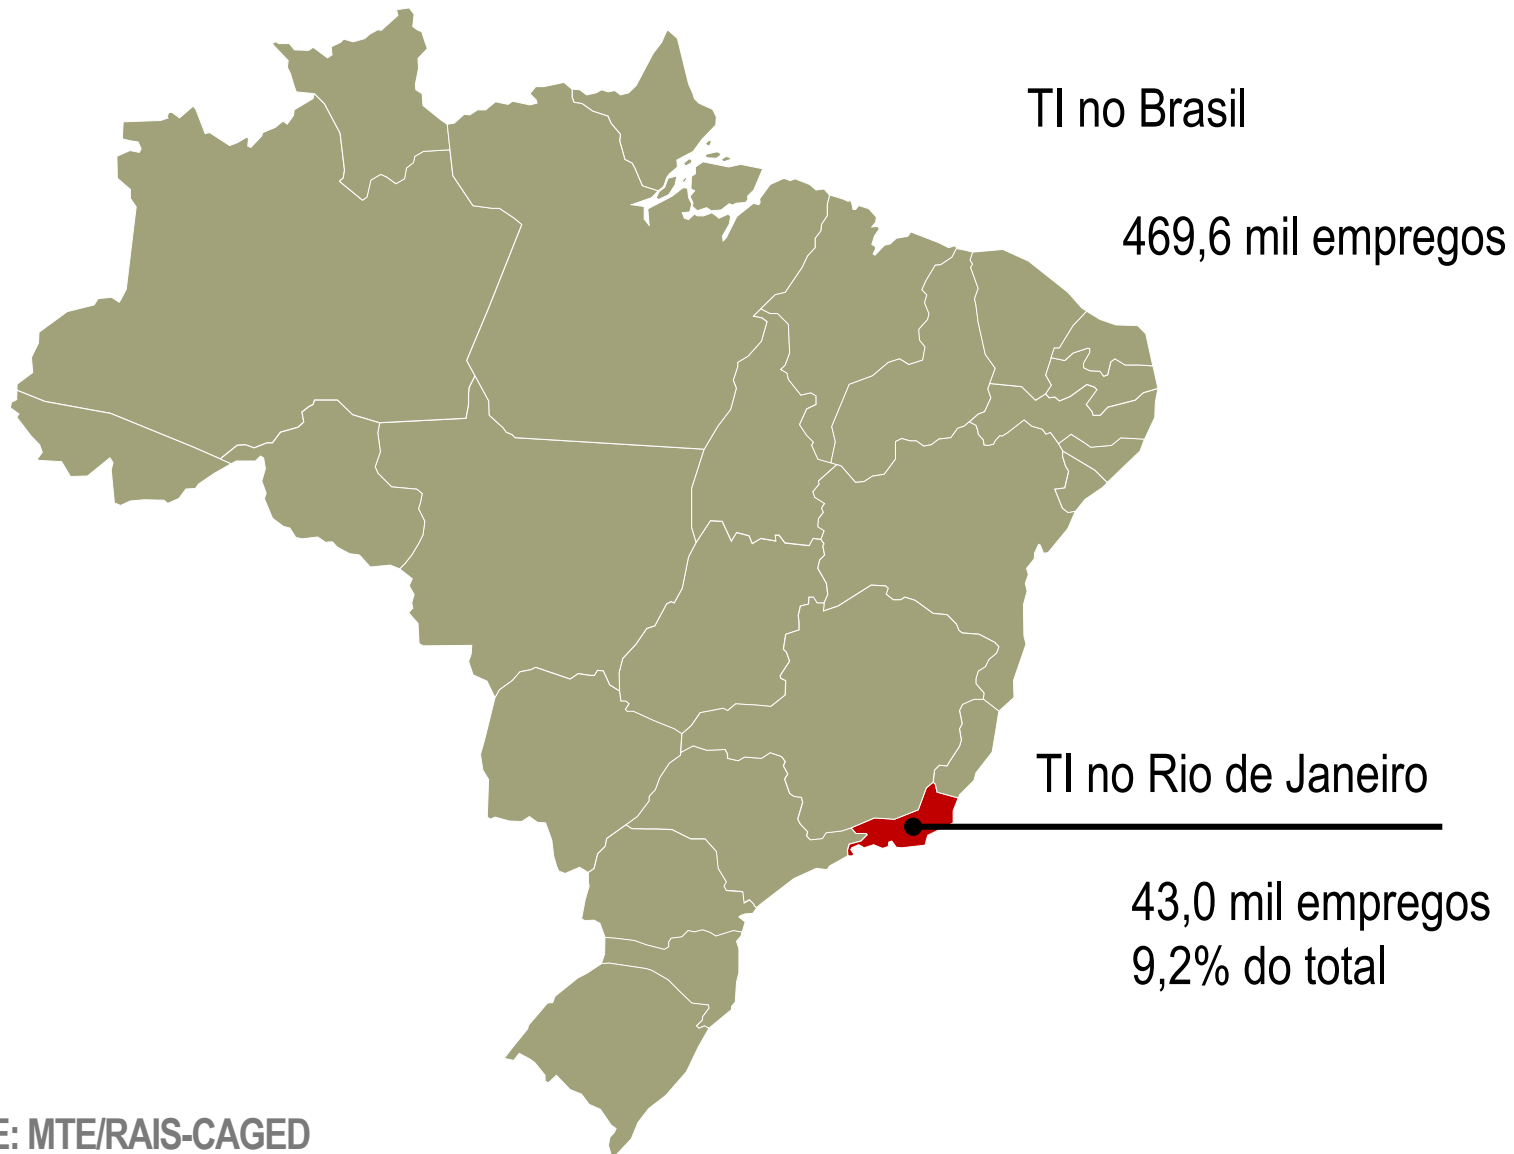 TI no Brasil
469,6 mil empregos
TI no Rio de Janeiro
43,0 mil empregos
9,2% do total
E: MTE/RAIS-CAGED